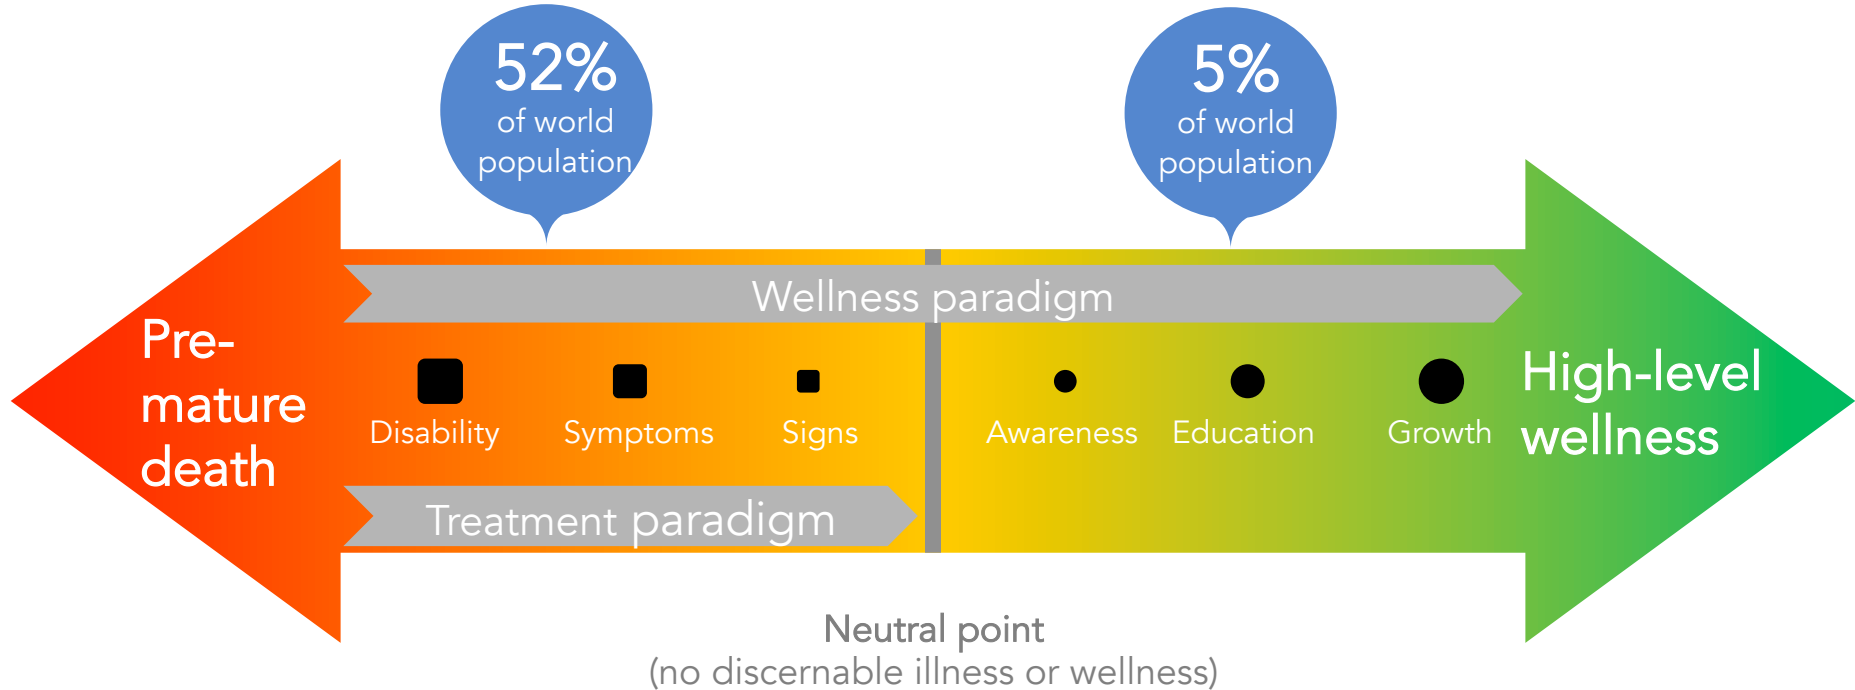 52%
of world
population
5%
of world
population
Wellness paradigm
Pre-
mature
death
Disability
Symptoms
Signs
Awareness
Education
Growth
High-level
wellness
Treatment paradigm
Neutral point
(no discernable illness or wellness)